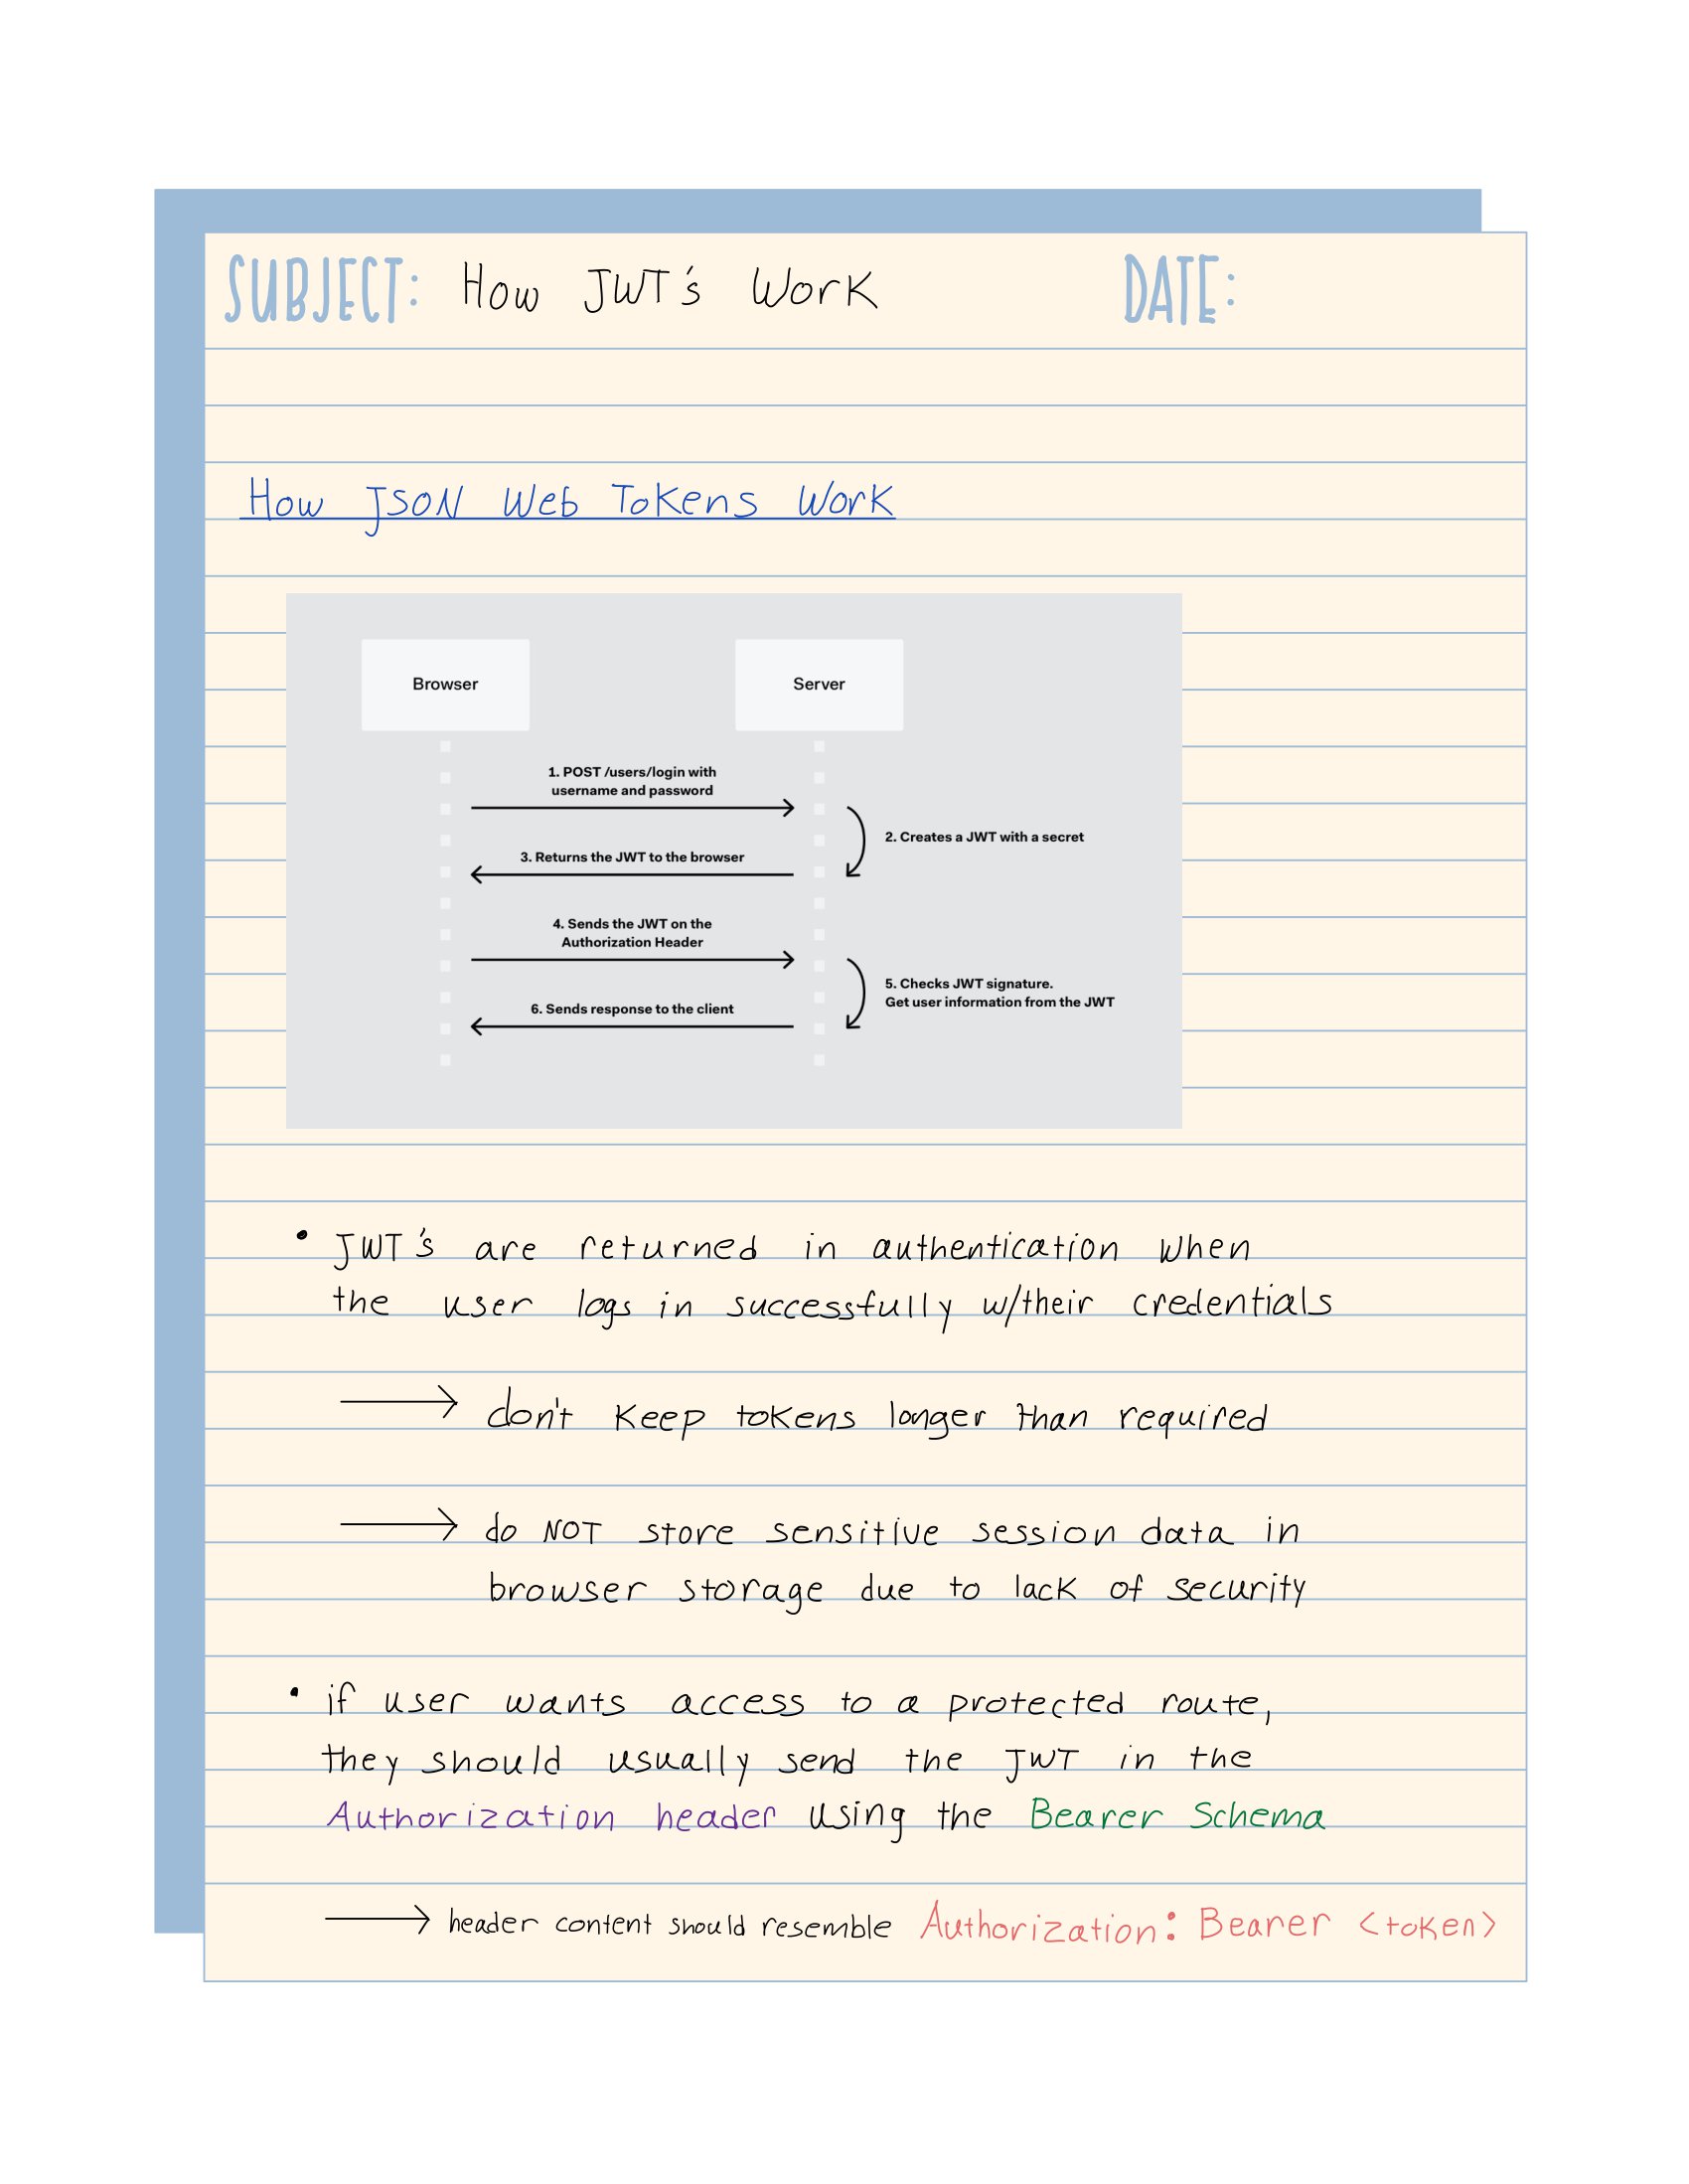 SUBJECT: How JWT's Work DATE:
How JSON Web Tokens Work
Browser Server
1. POST /users/login with
username and password
2. Creates a JWT with a secret
3. Returns the JWT to the browser
4. Sends the JWT on the
Authorization Header
5. Checks JWT signature.
Get user information from the JWT
6. Sends response to the client
• JWT's are returned in authentication when
the user logs in successfully w/their credentials
→ don't keep tokens longer than required
→ do NOT store sensitive session data in
browser storage due to lack of security
• if user wants access to a protected route,
they should usually send the JWT in the
Authorization header using the Bearer Schema
→ header content should resemble Authorization: Bearer <token>